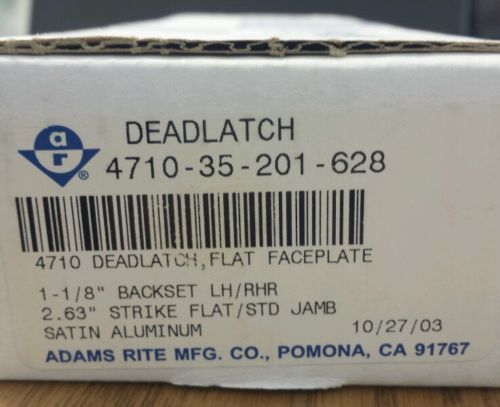 ar ®
DEADLATCH
4710-35-201-628
4710 DEADLATCH, FLAT FACEPLATE
1-1/8" BACKSET LH/RHR
2.63" STRIKE FLAT/STD JAMB
SATIN ALUMINUM 10/27/03
ADAMS RITE MFG. CO., POMONA, CA 91767